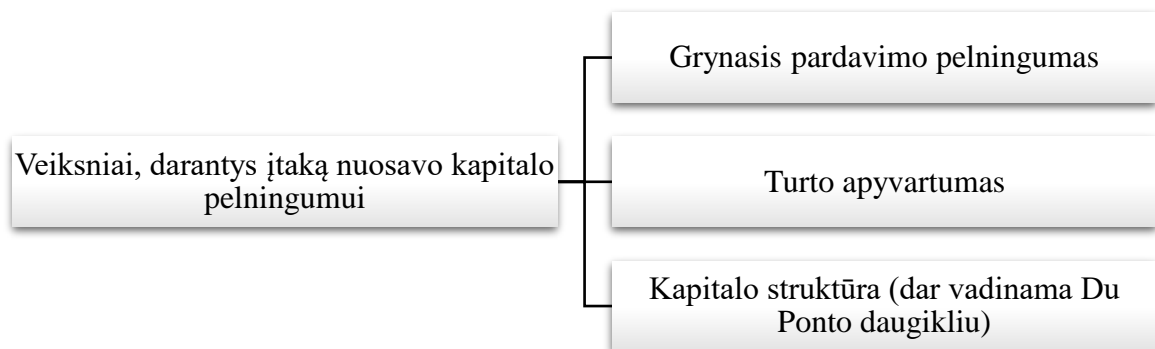 Veiksniai, darantys įtaką nuosavo kapitalo
pelningumui
Grynasis pardavimo pelningumas
Turto apyvartumas
Kapitalo struktūra (dar vadinama Du
Ponto daugikliu)